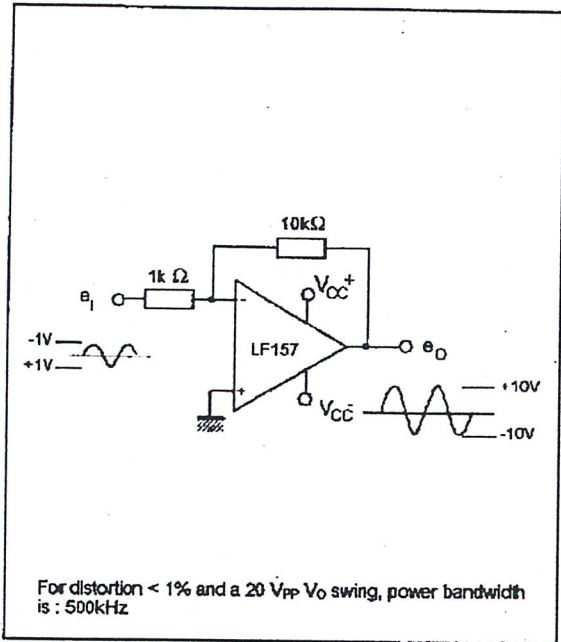 10kΩ
1k Ω
e_I
-
V_CC+
-1V
+1V
LF157
e_O
+
V_CC-
+10V
-10V
For distortion < 1% and a 20 V_PP V_O swing, power bandwidth
is : 500kHz